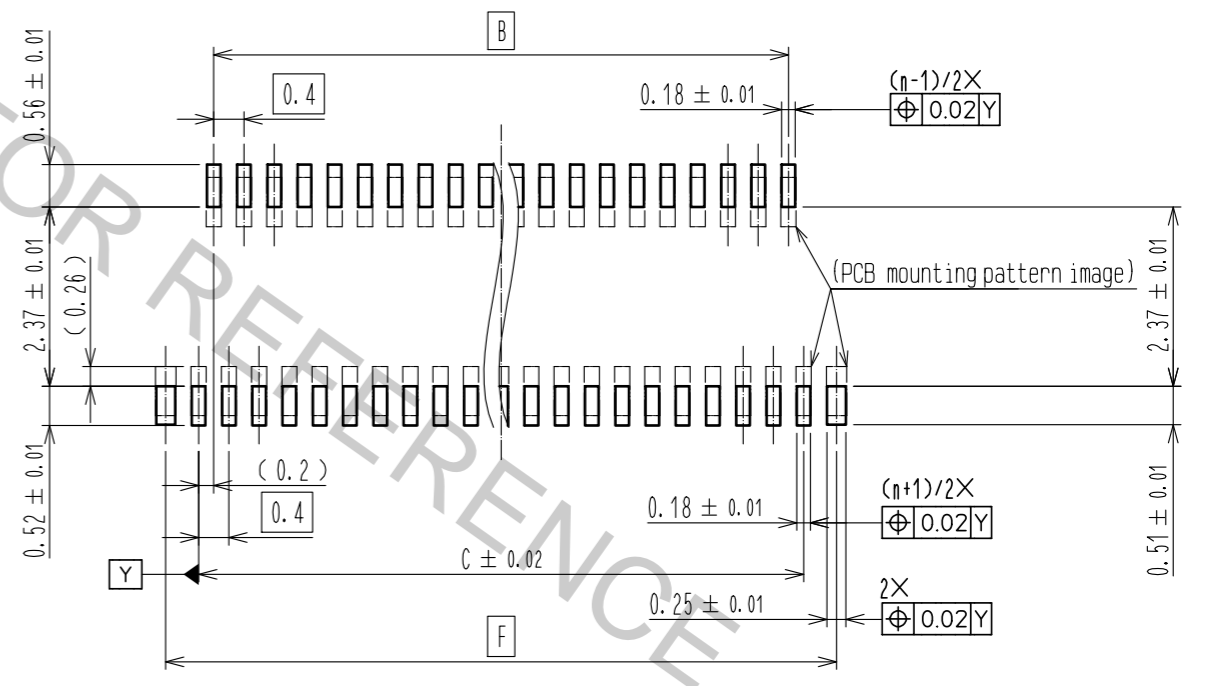 B
0.4
0.18 ± 0.01
(n-1)/2X
⌖ 0.02 Y
0.56 ± 0.01
2.37 ± 0.01
(0.26)
(PCB mounting pattern image)
2.37 ± 0.01
0.52 ± 0.01
(0.2)
0.4
0.18 ± 0.01
(n+1)/2X
⌖ 0.02 Y
0.51 ± 0.01
Y
C ± 0.02
0.25 ± 0.01
2X
⌖ 0.02 Y
F
FOR REFERENCE